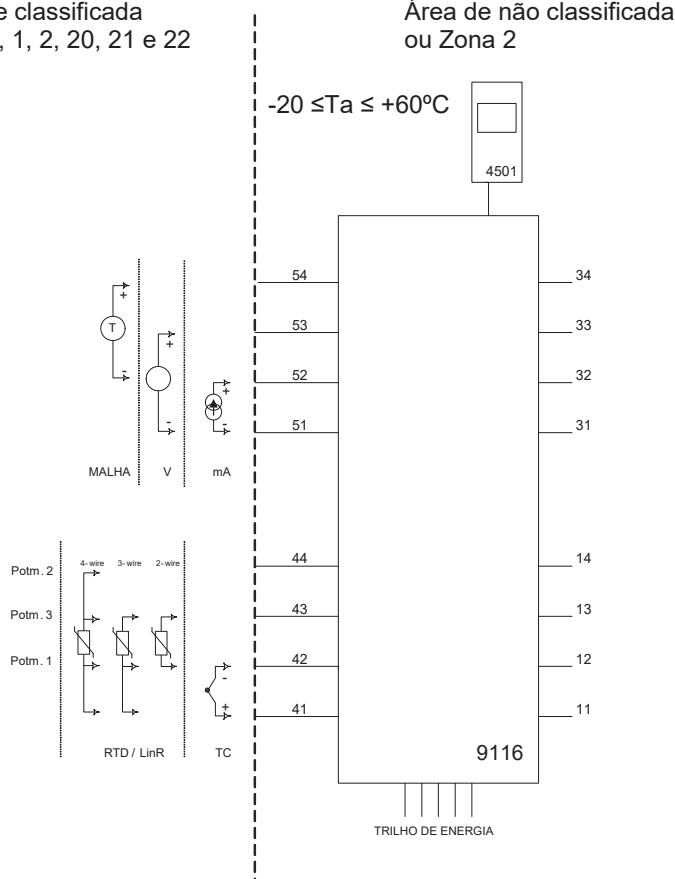 e classificada
, 1, 2, 20, 21 e 22
Área de não classificada
ou Zona 2
-20 ≤Ta ≤ +60ºC
4501
54
53
52
51
34
33
32
31
+
T
-
+
-
+
-
MALHA
V
mA
44
43
42
41
14
13
12
11
Potm. 2
Potm. 3
Potm. 1
4-wire
3-wire
2-wire
-
+
RTD / LinR
TC
9116
TRILHO DE ENERGIA